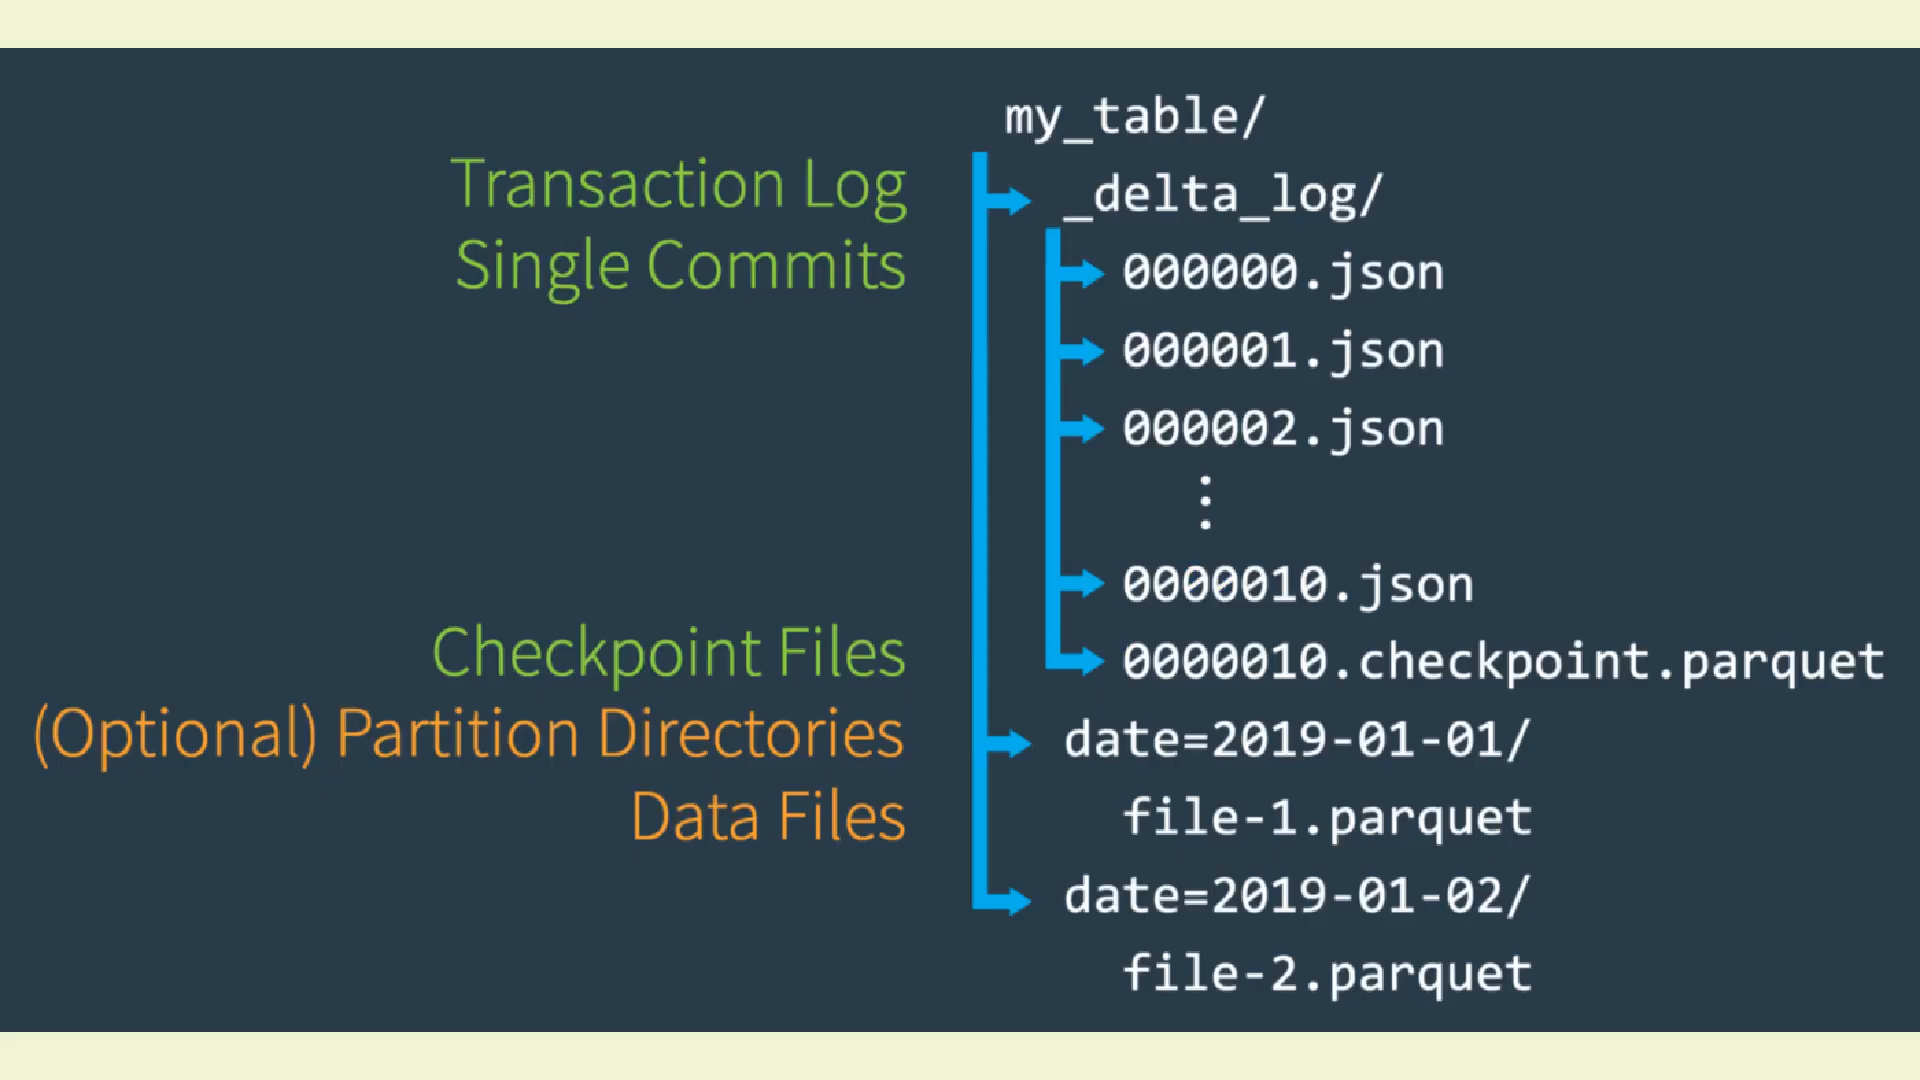 my_table/
Transaction Log
_delta_log/
Single Commits
000000.json
000001.json
000002.json
⋮
0000010.json
Checkpoint Files
0000010.checkpoint.parquet
(Optional) Partition Directories
date=2019-01-01/
Data Files
file-1.parquet
date=2019-01-02/
file-2.parquet